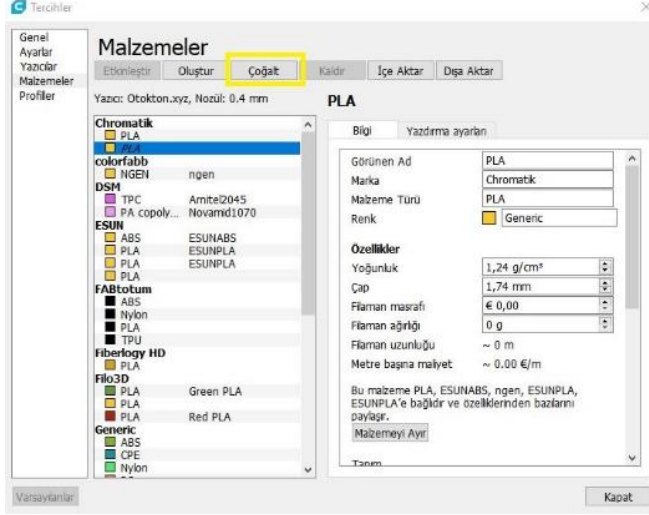 Tercihler
Genel
Ayarlar
Yazıcılar
Malzemeler
Profiller
Malzemeler
Etkinleştir Oluştur Çoğalt Kaldır İçe Aktar Dışa Aktar
Yazıcı: Otokton.xyz, Nozül: 0.4 mm
Chromatik
PLA
PLA
colorfabb
NGEN ngen
DSM
TPC Arnitel2045
PA copoly... Novamid1070
ESUN
ABS ESUNABS
PLA ESUNPLA
PLA ESUNPLA
PLA
FABtotum
ABS
Nylon
PLA
TPU
Fiberlogy HD
PLA
Filo3D
PLA Green PLA
PLA
PLA Red PLA
Generic
ABS
CPE
Nylon
PLA
Bilgi Yazdırma ayarları
Görünen Ad PLA
Marka Chromatik
Malzeme Türü PLA
Renk Generic
Özellikler
Yoğunluk 1,24 g/cm³
Çap 1,74 mm
Filaman masrafı € 0,00
Filaman ağırlığı 0 g
Filaman uzunluğu ~ 0 m
Metre başına maliyet ~ 0.00 €/m
Bu malzeme PLA, ESUNABS, ngen, ESUNPLA,
ESUNPLA'e bağlıdır ve özelliklerinden bazılarını
paylaşır.
Malzemeyi Ayır
Tanım
Varsayılanlar
Kapat